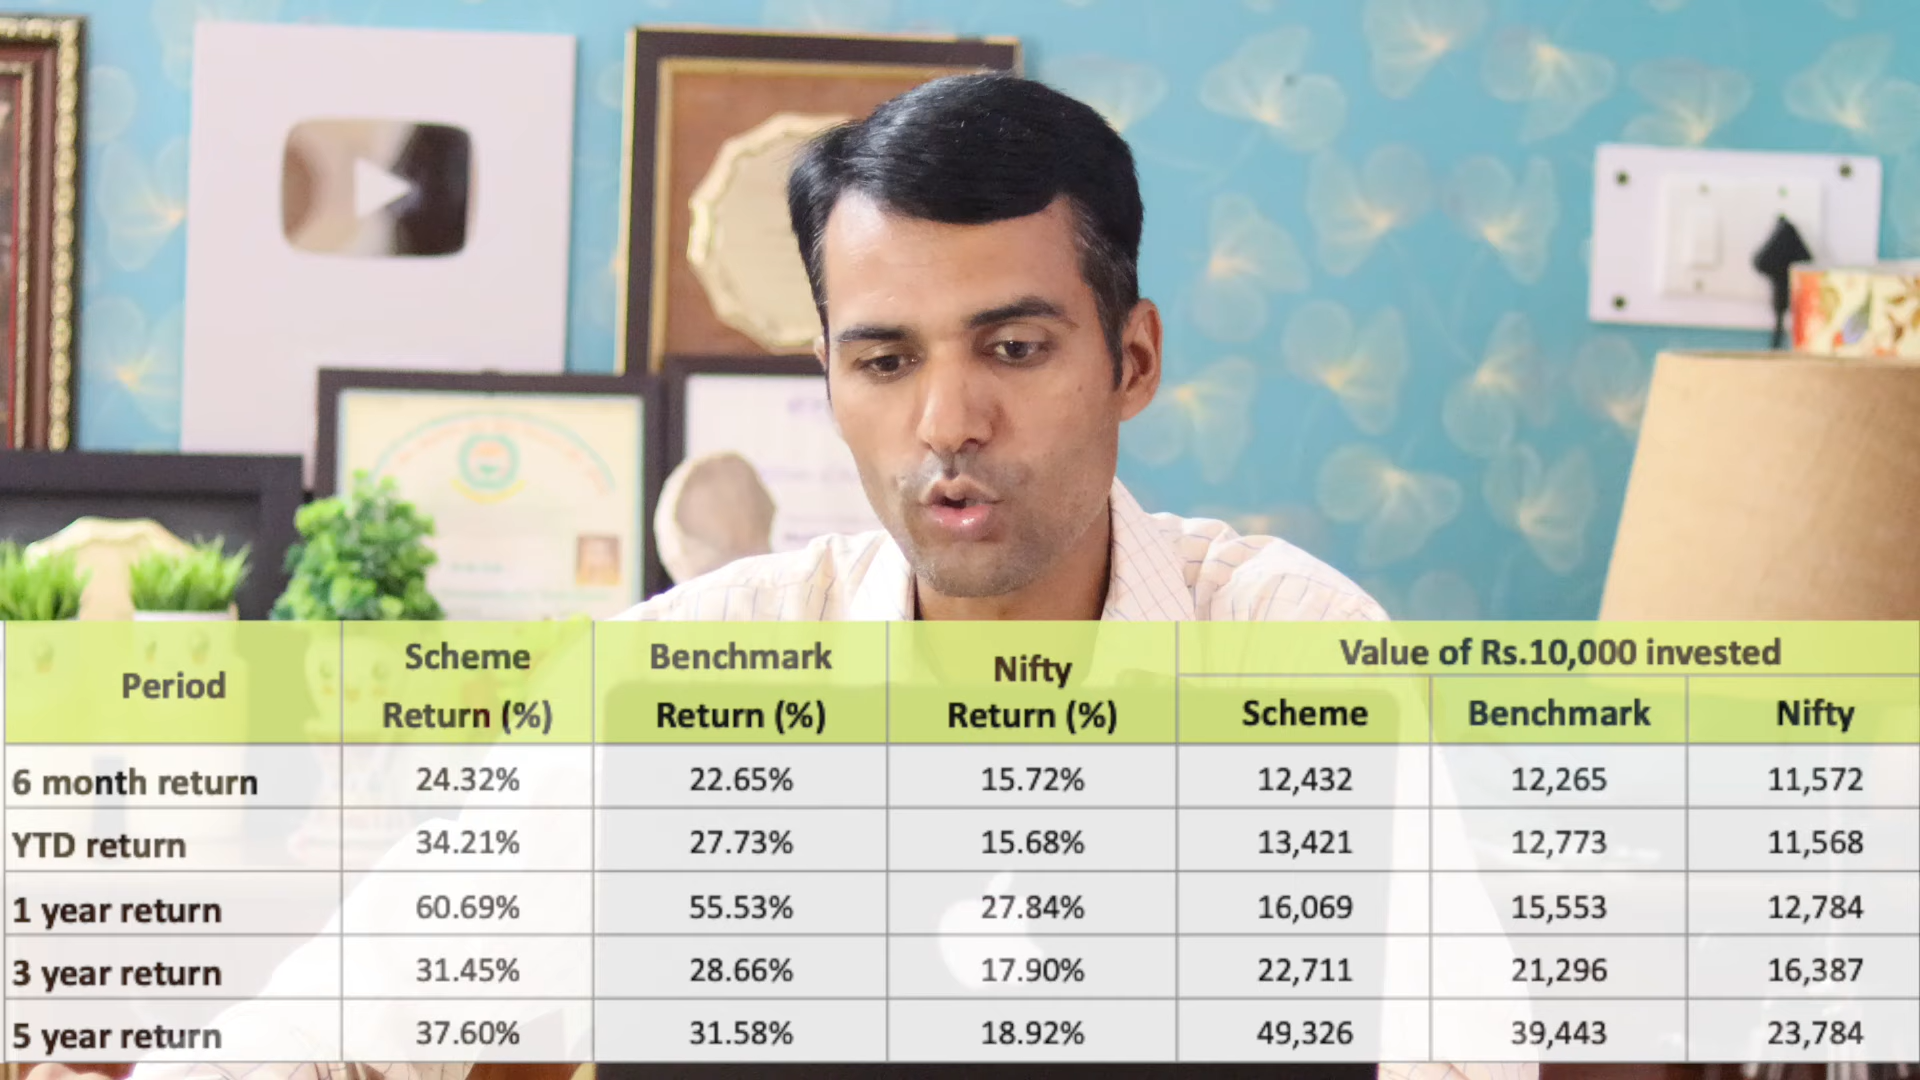 Period Scheme Return (%) Benchmark Return (%) Nifty Return (%) Value of Rs.10,000 invested
Scheme Benchmark Nifty
6 month return 24.32% 22.65% 15.72% 12,432 12,265 11,572
YTD return 34.21% 27.73% 15.68% 13,421 12,773 11,568
1 year return 60.69% 55.53% 27.84% 16,069 15,553 12,784
3 year return 31.45% 28.66% 17.90% 22,711 21,296 16,387
5 year return 37.60% 31.58% 18.92% 49,326 39,443 23,784